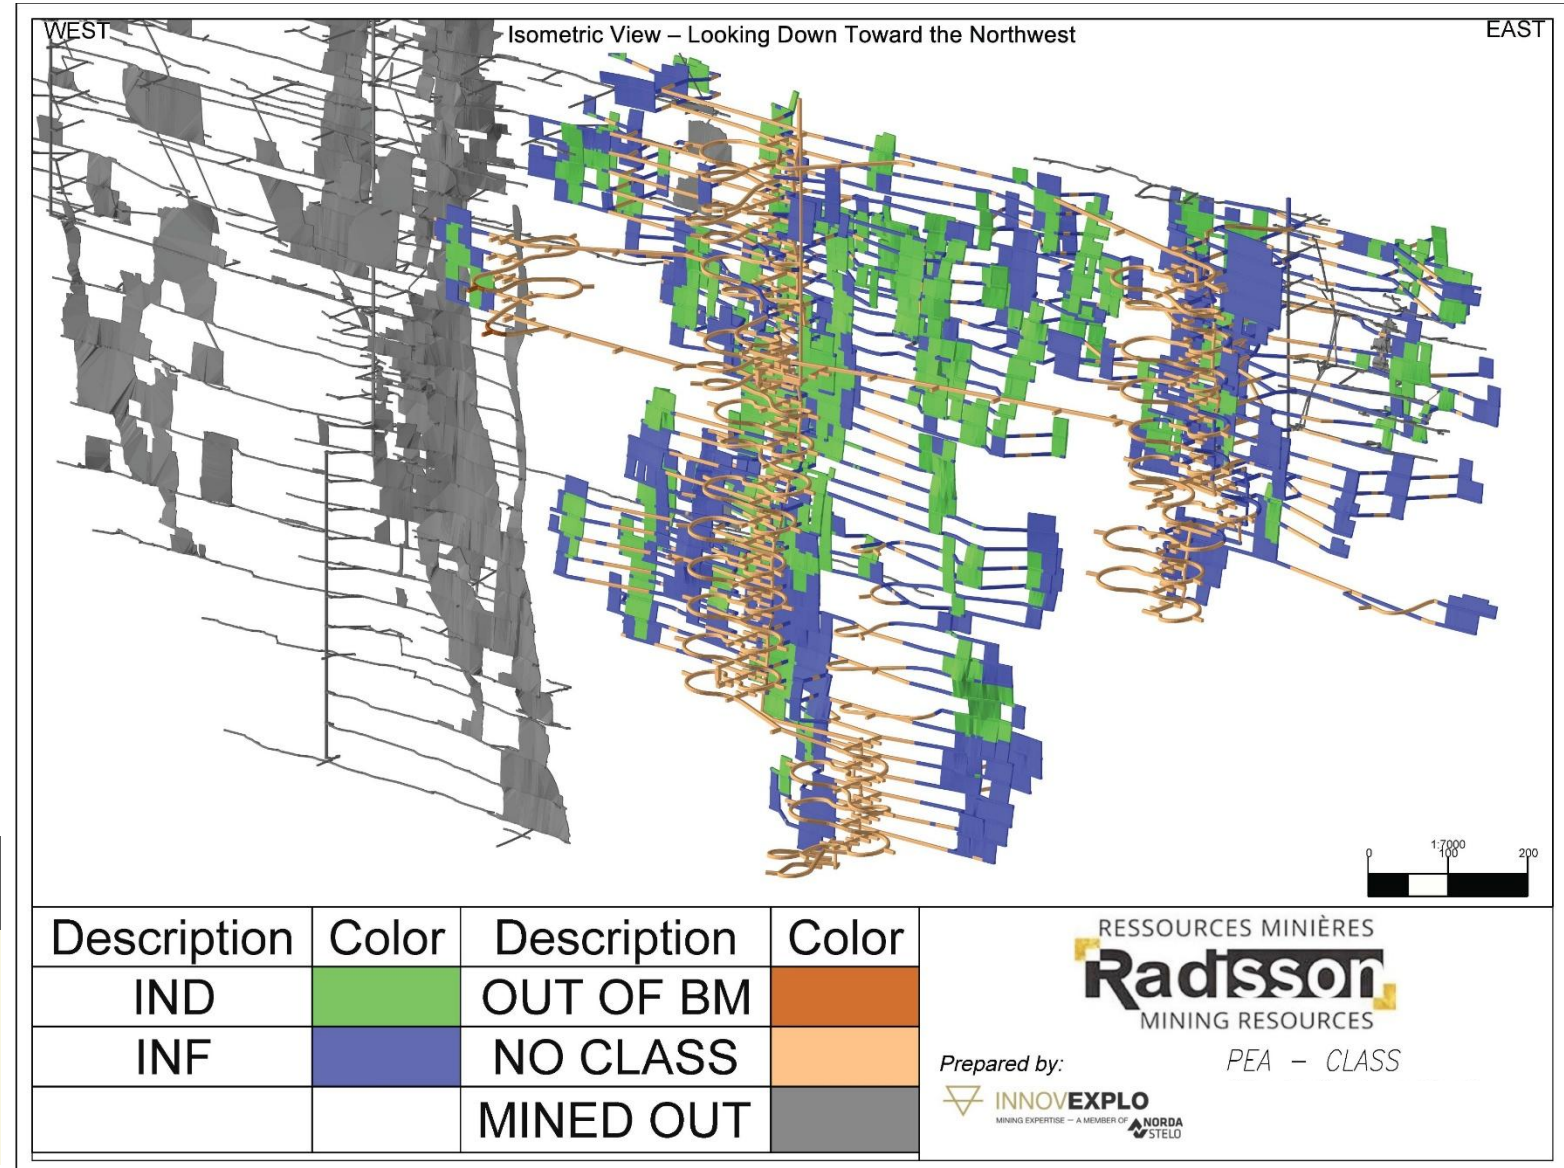 WEST
Isometric View – Looking Down Toward the Northwest
EAST
1:7000
0 100 200
Description Color Description Color
IND OUT OF BM
INF NO CLASS
MINED OUT
RESSOURCES MINIÈRES
Radisson
MINING RESOURCES
Prepared by:
PEA – CLASS
INNOVEXPLO
MINING EXPERTISE — A MEMBER OF NORDA STELO